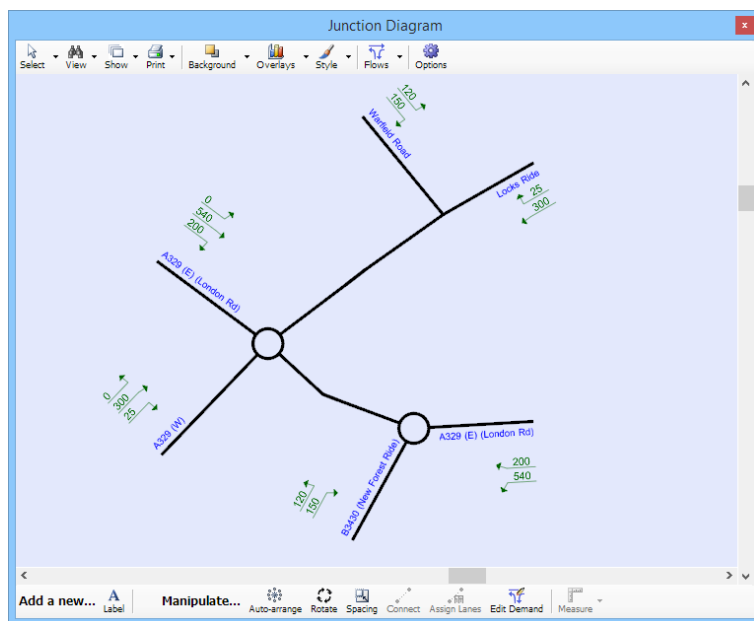 Junction Diagram
x
Select View Show Print Background Overlays Style Flows Options
120
150
Warfield Road
Locks Ride
25
300
0
540
200
A329 (E) (London Rd)
0
300
25
A329 (W)
A329 (E) (London Rd)
200
540
120
150
B3430 (New Forest Ride)
Add a new... Label Manipulate... Auto-arrange Rotate Spacing Connect Assign Lanes Edit Demand Measure